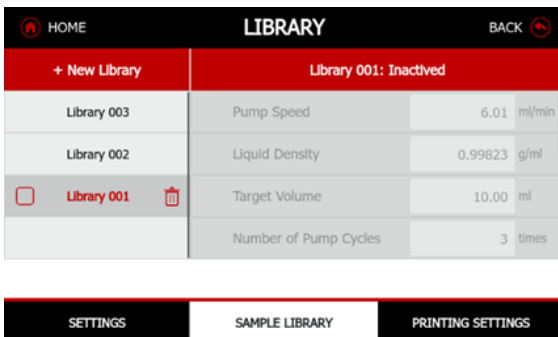 HOME LIBRARY BACK
+ New Library Library 001: Inactived
Library 003 Pump Speed 6.01 ml/min
Library 002 Liquid Density 0.99823 g/ml
Library 001 Target Volume 10.00 ml
Number of Pump Cycles 3 times
SETTINGS SAMPLE LIBRARY PRINTING SETTINGS